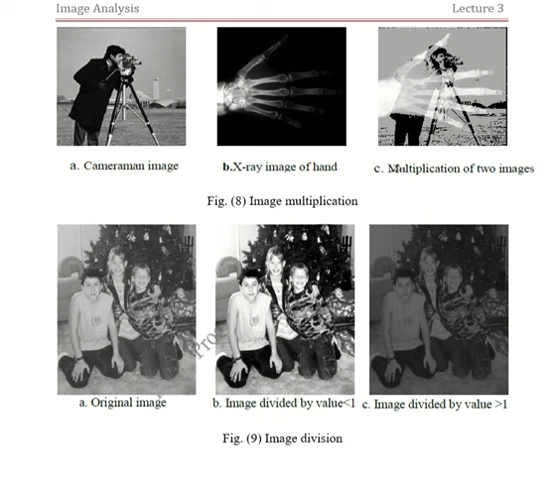 Image Analysis Lecture 3
a. Cameraman image b.X-ray image of hand c. Multiplication of two images
Fig. (8) Image multiplication
Pro
a. Original image b. Image divided by value<1 c. Image divided by value >1
Fig. (9) Image division